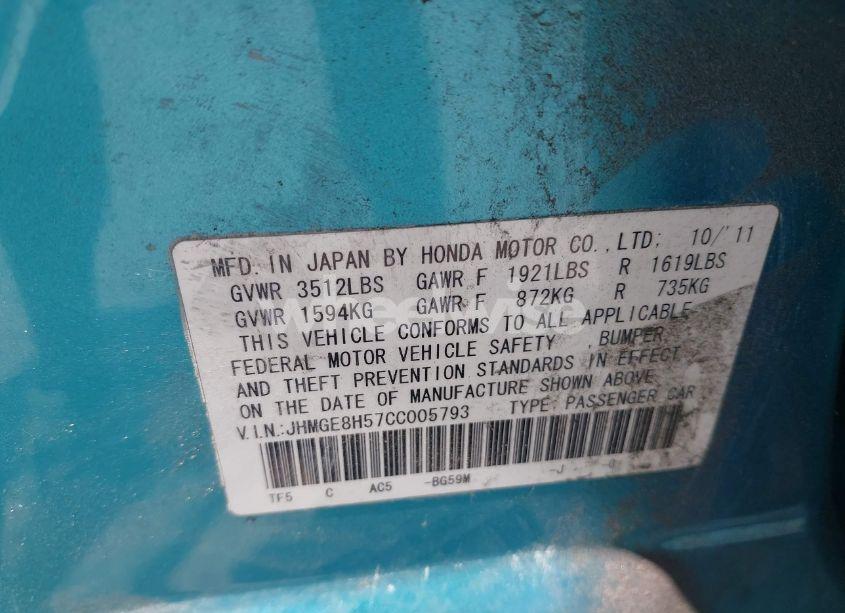 MFD. IN JAPAN BY HONDA MOTOR CO., LTD: 10/'11
GVWR 3512LBS GAWR F 1921LBS R 1619LBS
GVWR 1594KG GAWR F 872KG R 735KG
THIS VEHICLE CONFORMS TO ALL APPLICABLE
FEDERAL MOTOR VEHICLE SAFETY , BUMPER
AND THEFT PREVENTION STANDARDS IN EFFECT
ON THE DATE OF MANUFACTURE SHOWN ABOVE
V.I.N.:JHMGE8H57CC005793 TYPE: PASSENGER CAR
TF5 C AC5 -BG59M -J